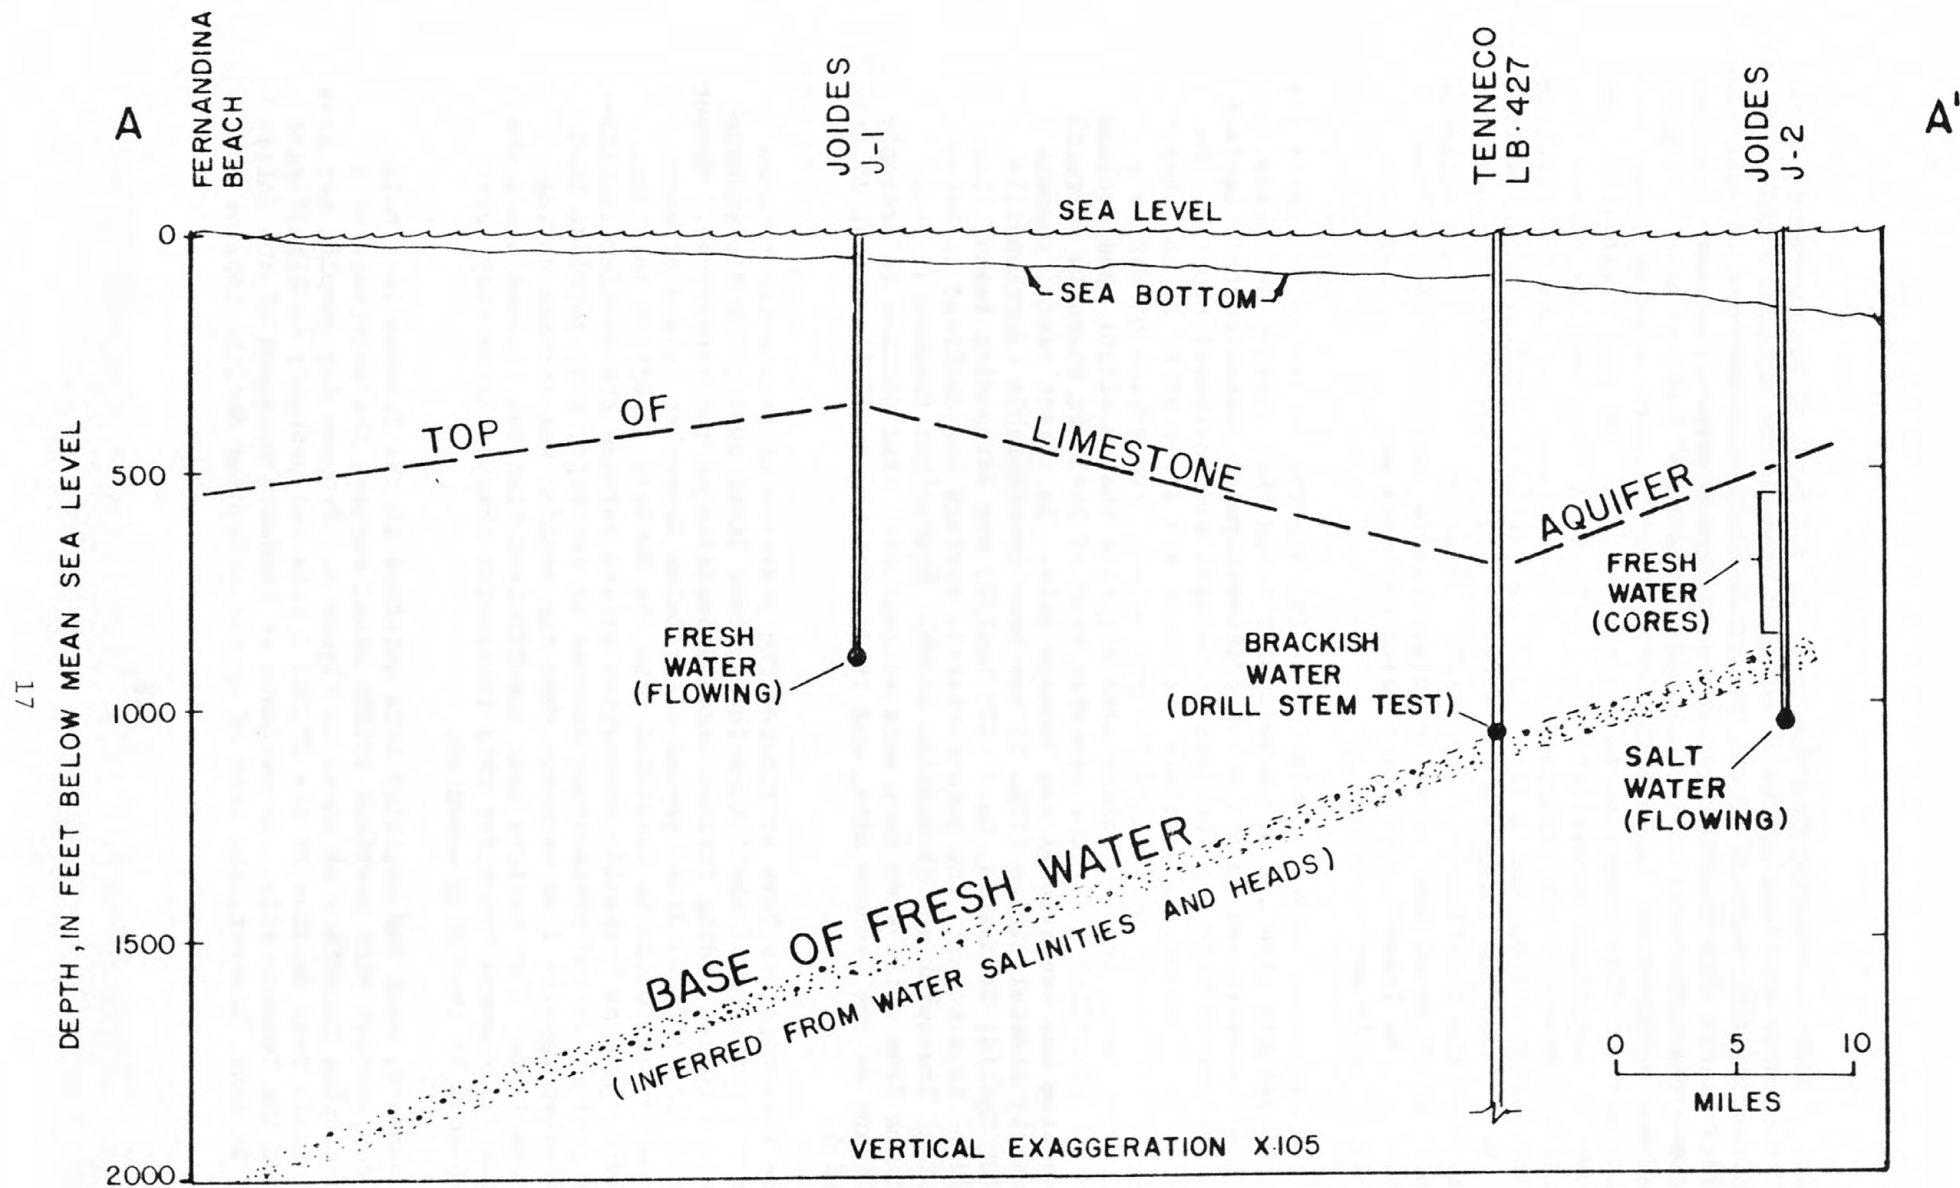 A
FERNANDINA
BEACH
JOIDES
J-1
TENNECO
LB·427
JOIDES
J-2
A'
SEA LEVEL
SEA BOTTOM
DEPTH, IN FEET BELOW MEAN SEA LEVEL
0
500
1000
1500
2000
TOP OF LIMESTONE AQUIFER
FRESH
WATER
(FLOWING)
BRACKISH
WATER
(DRILL STEM TEST)
FRESH
WATER
(CORES)
SALT
WATER
(FLOWING)
BASE OF FRESH WATER
(INFERRED FROM WATER SALINITIES AND HEADS)
0 5 10
MILES
VERTICAL EXAGGERATION X·105
17